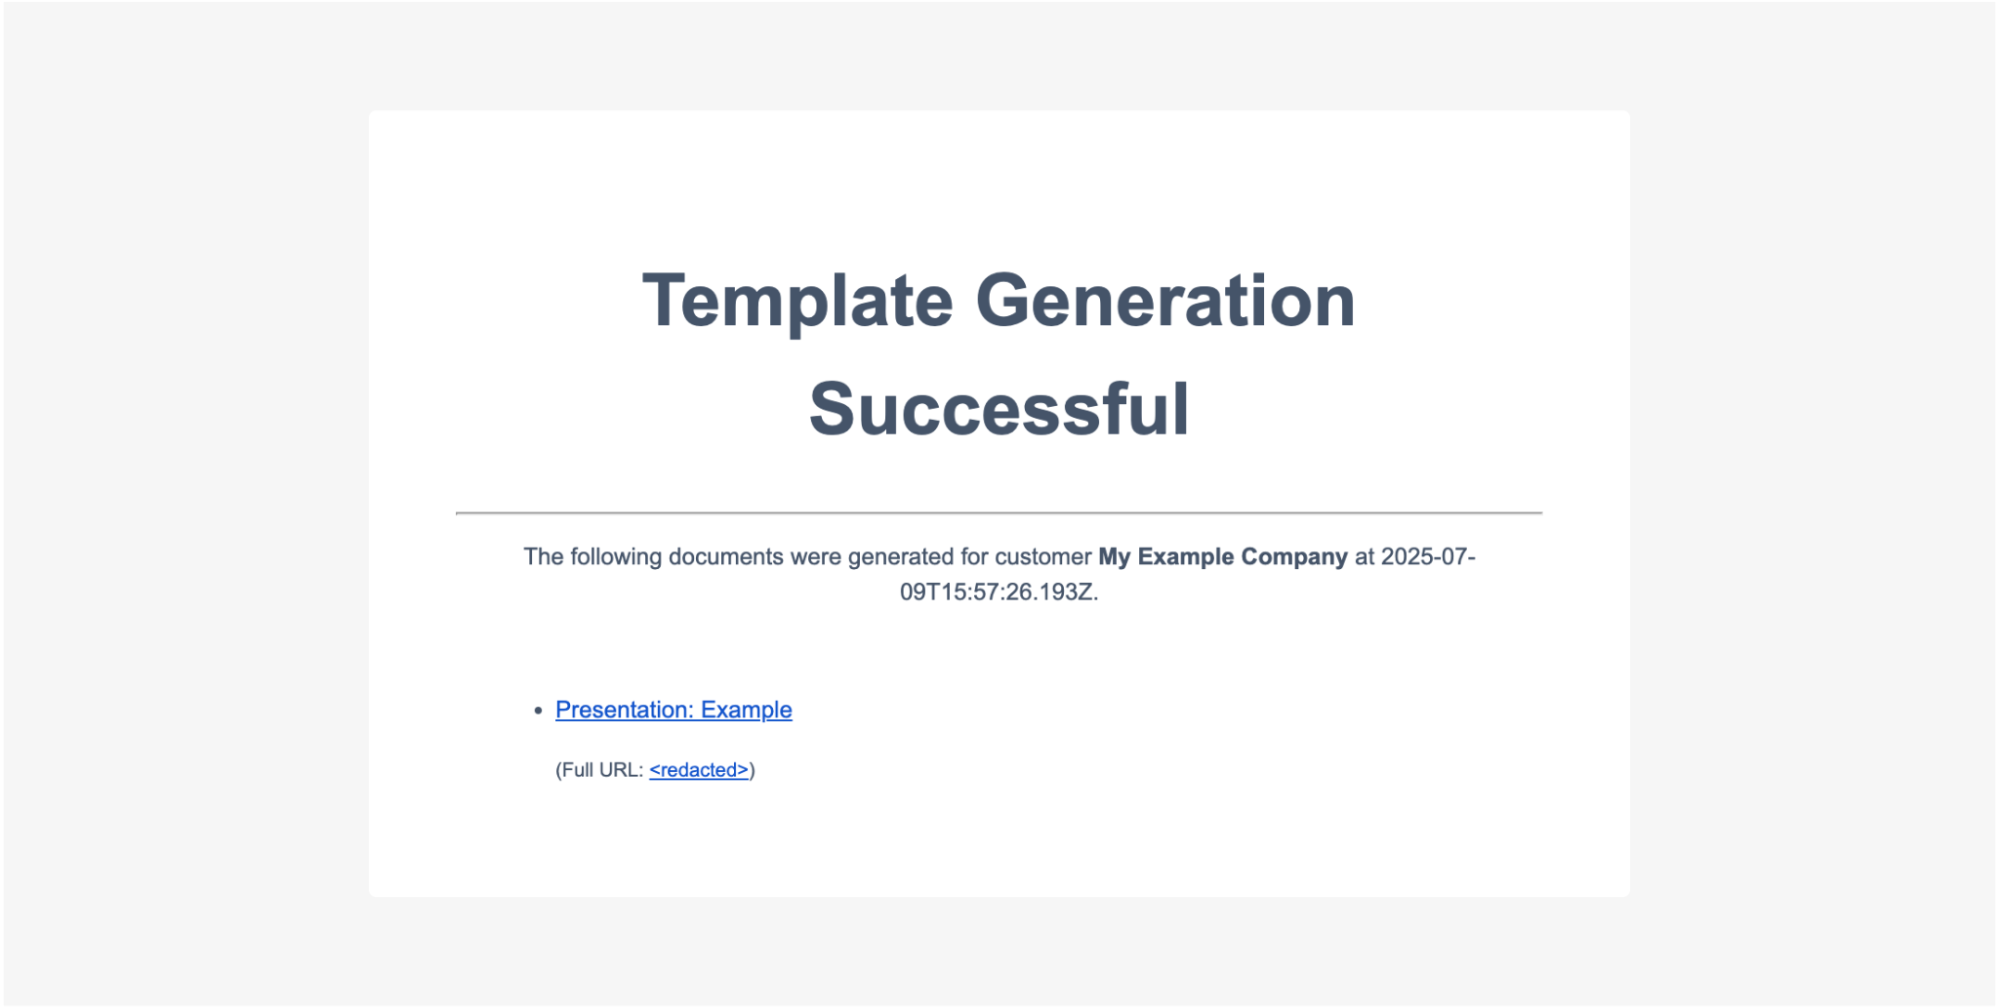 Template Generation
Successful
The following documents were generated for customer My Example Company at 2025-07-
09T15:57:26.193Z.
• Presentation: Example
(Full URL: <redacted>)